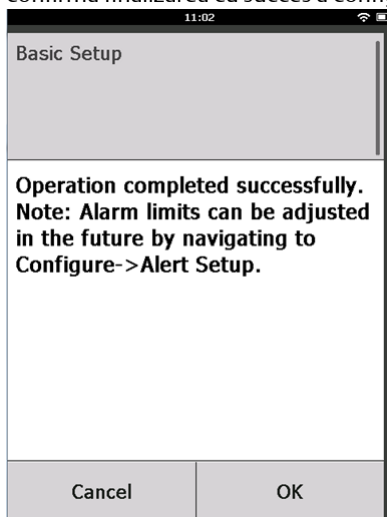 11:02
Basic Setup
Operation completed successfully.
Note: Alarm limits can be adjusted
in the future by navigating to
Configure->Alert Setup.
Cancel
OK